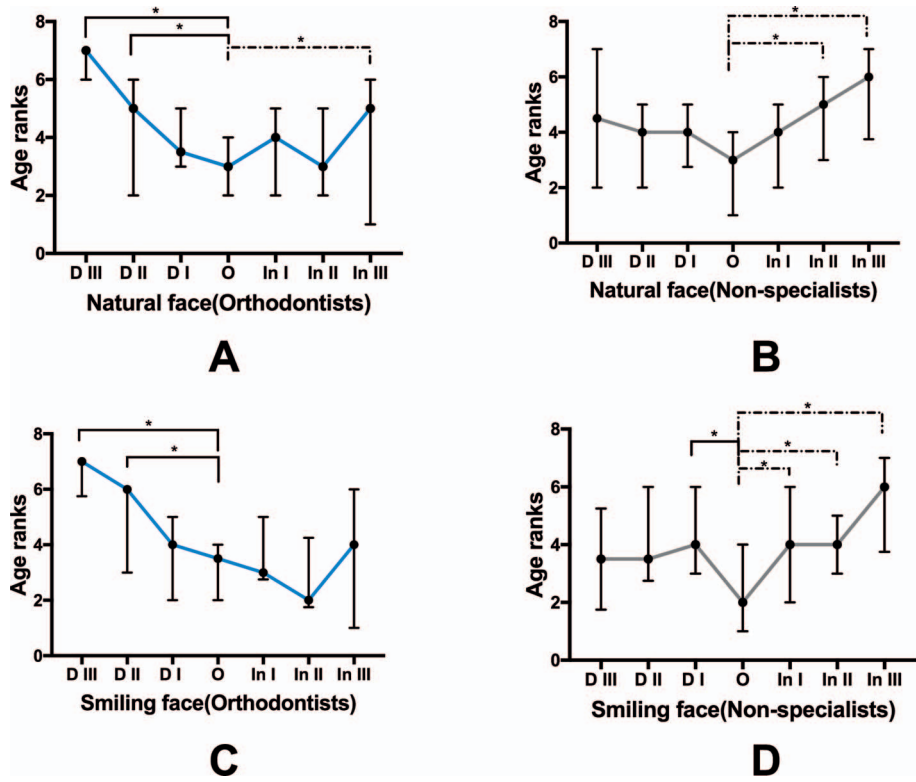 *
*
*
8
6
4
2
0
Age ranks
D III D II D I O In I In II In III
Natural face(Orthodontists)
A
*
*
8
6
4
2
0
Age ranks
D III D II D I O In I In II In III
Natural face(Non-specialists)
B
*
*
8
6
4
2
0
Age ranks
D III D II D I O In I In II In III
Smiling face(Orthodontists)
C
*
*
*
*
8
6
4
2
0
Age ranks
D III D II D I O In I In II In III
Smiling face(Non-specialists)
D